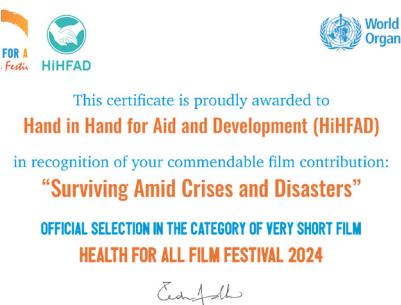 FOR A
Festi
HiHFAD
World
Organ
This certificate is proudly awarded to
Hand in Hand for Aid and Development (HiHFAD)
in recognition of your commendable film contribution:
“Surviving Amid Crises and Disasters”
OFFICIAL SELECTION IN THE CATEGORY OF VERY SHORT FILM
HEALTH FOR ALL FILM FESTIVAL 2024